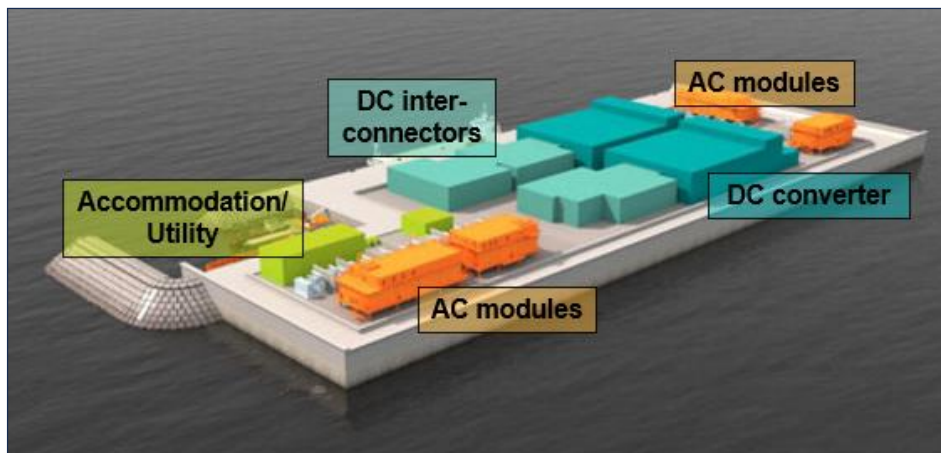 AC modules
DC inter-
connectors
Accommodation/
Utility
DC converter
AC modules